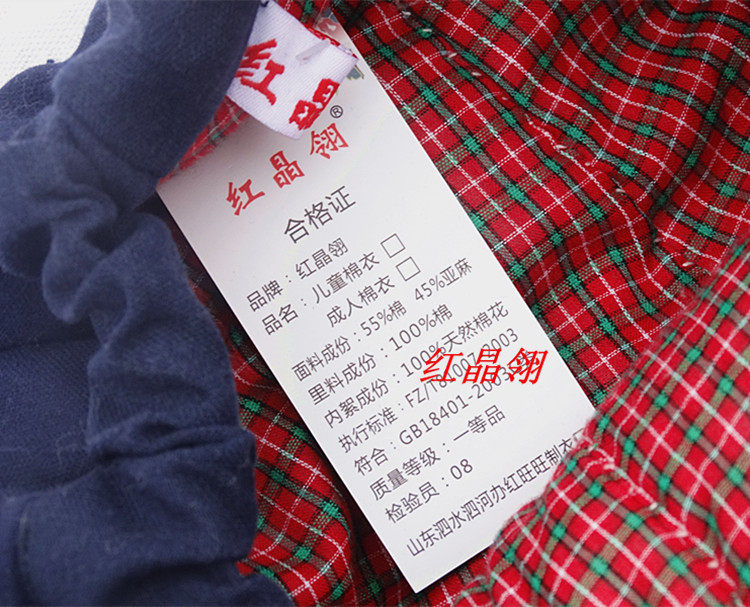 红晶
红晶翎®
合格证
品牌：红晶翎
品名：儿童棉衣□
成人棉衣□
面料成份：55%棉 45%亚麻
里料成份：100%棉
内絮成份：100%天然棉花
执行标准：FZ/T81007-2003
符合：GB18401-2003
质量等级：一等品
检验员：08
山东泗水泗河办红旺旺制衣
红晶翎